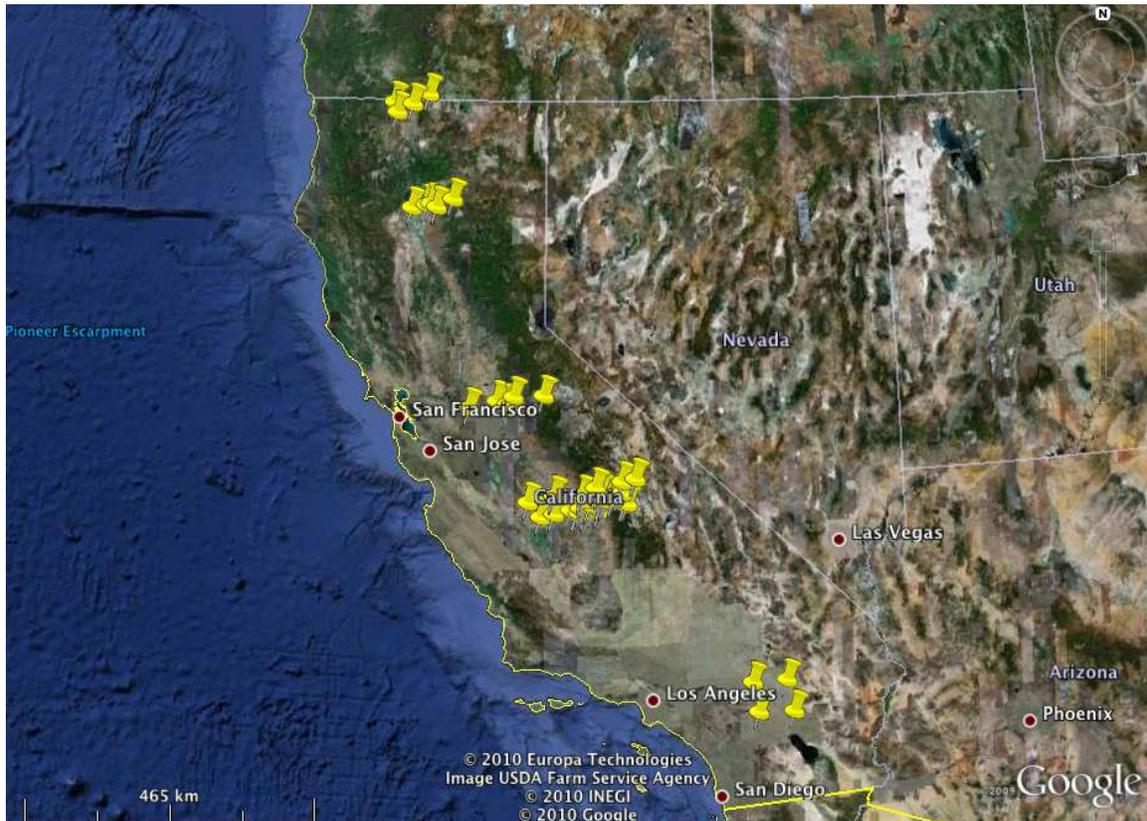 N
Utah
Pioneer Escarpment
Nevada
San Francisco
San Jose
California
Las Vegas
Arizona
Los Angeles
Phoenix
© 2010 Europa Technologies
Image USDA Farm Service Agency
© 2010 INEGI
© 2010 Google
465 km
San Diego
2009
Google